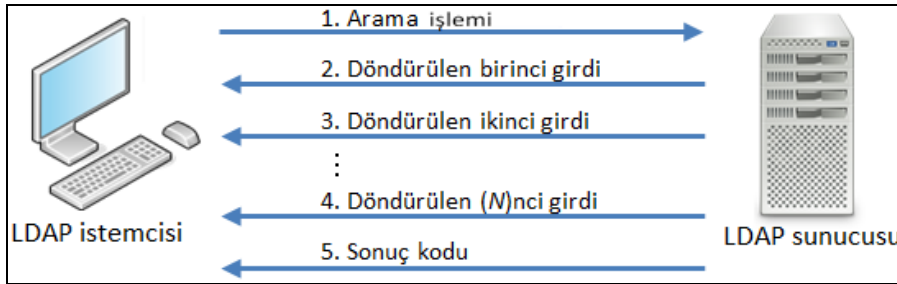 1. Arama işlemi
2. Döndürülen birinci girdi
3. Döndürülen ikinci girdi
⋮
4. Döndürülen (N)nci girdi
LDAP istemcisi
LDAP sunucusu
5. Sonuç kodu